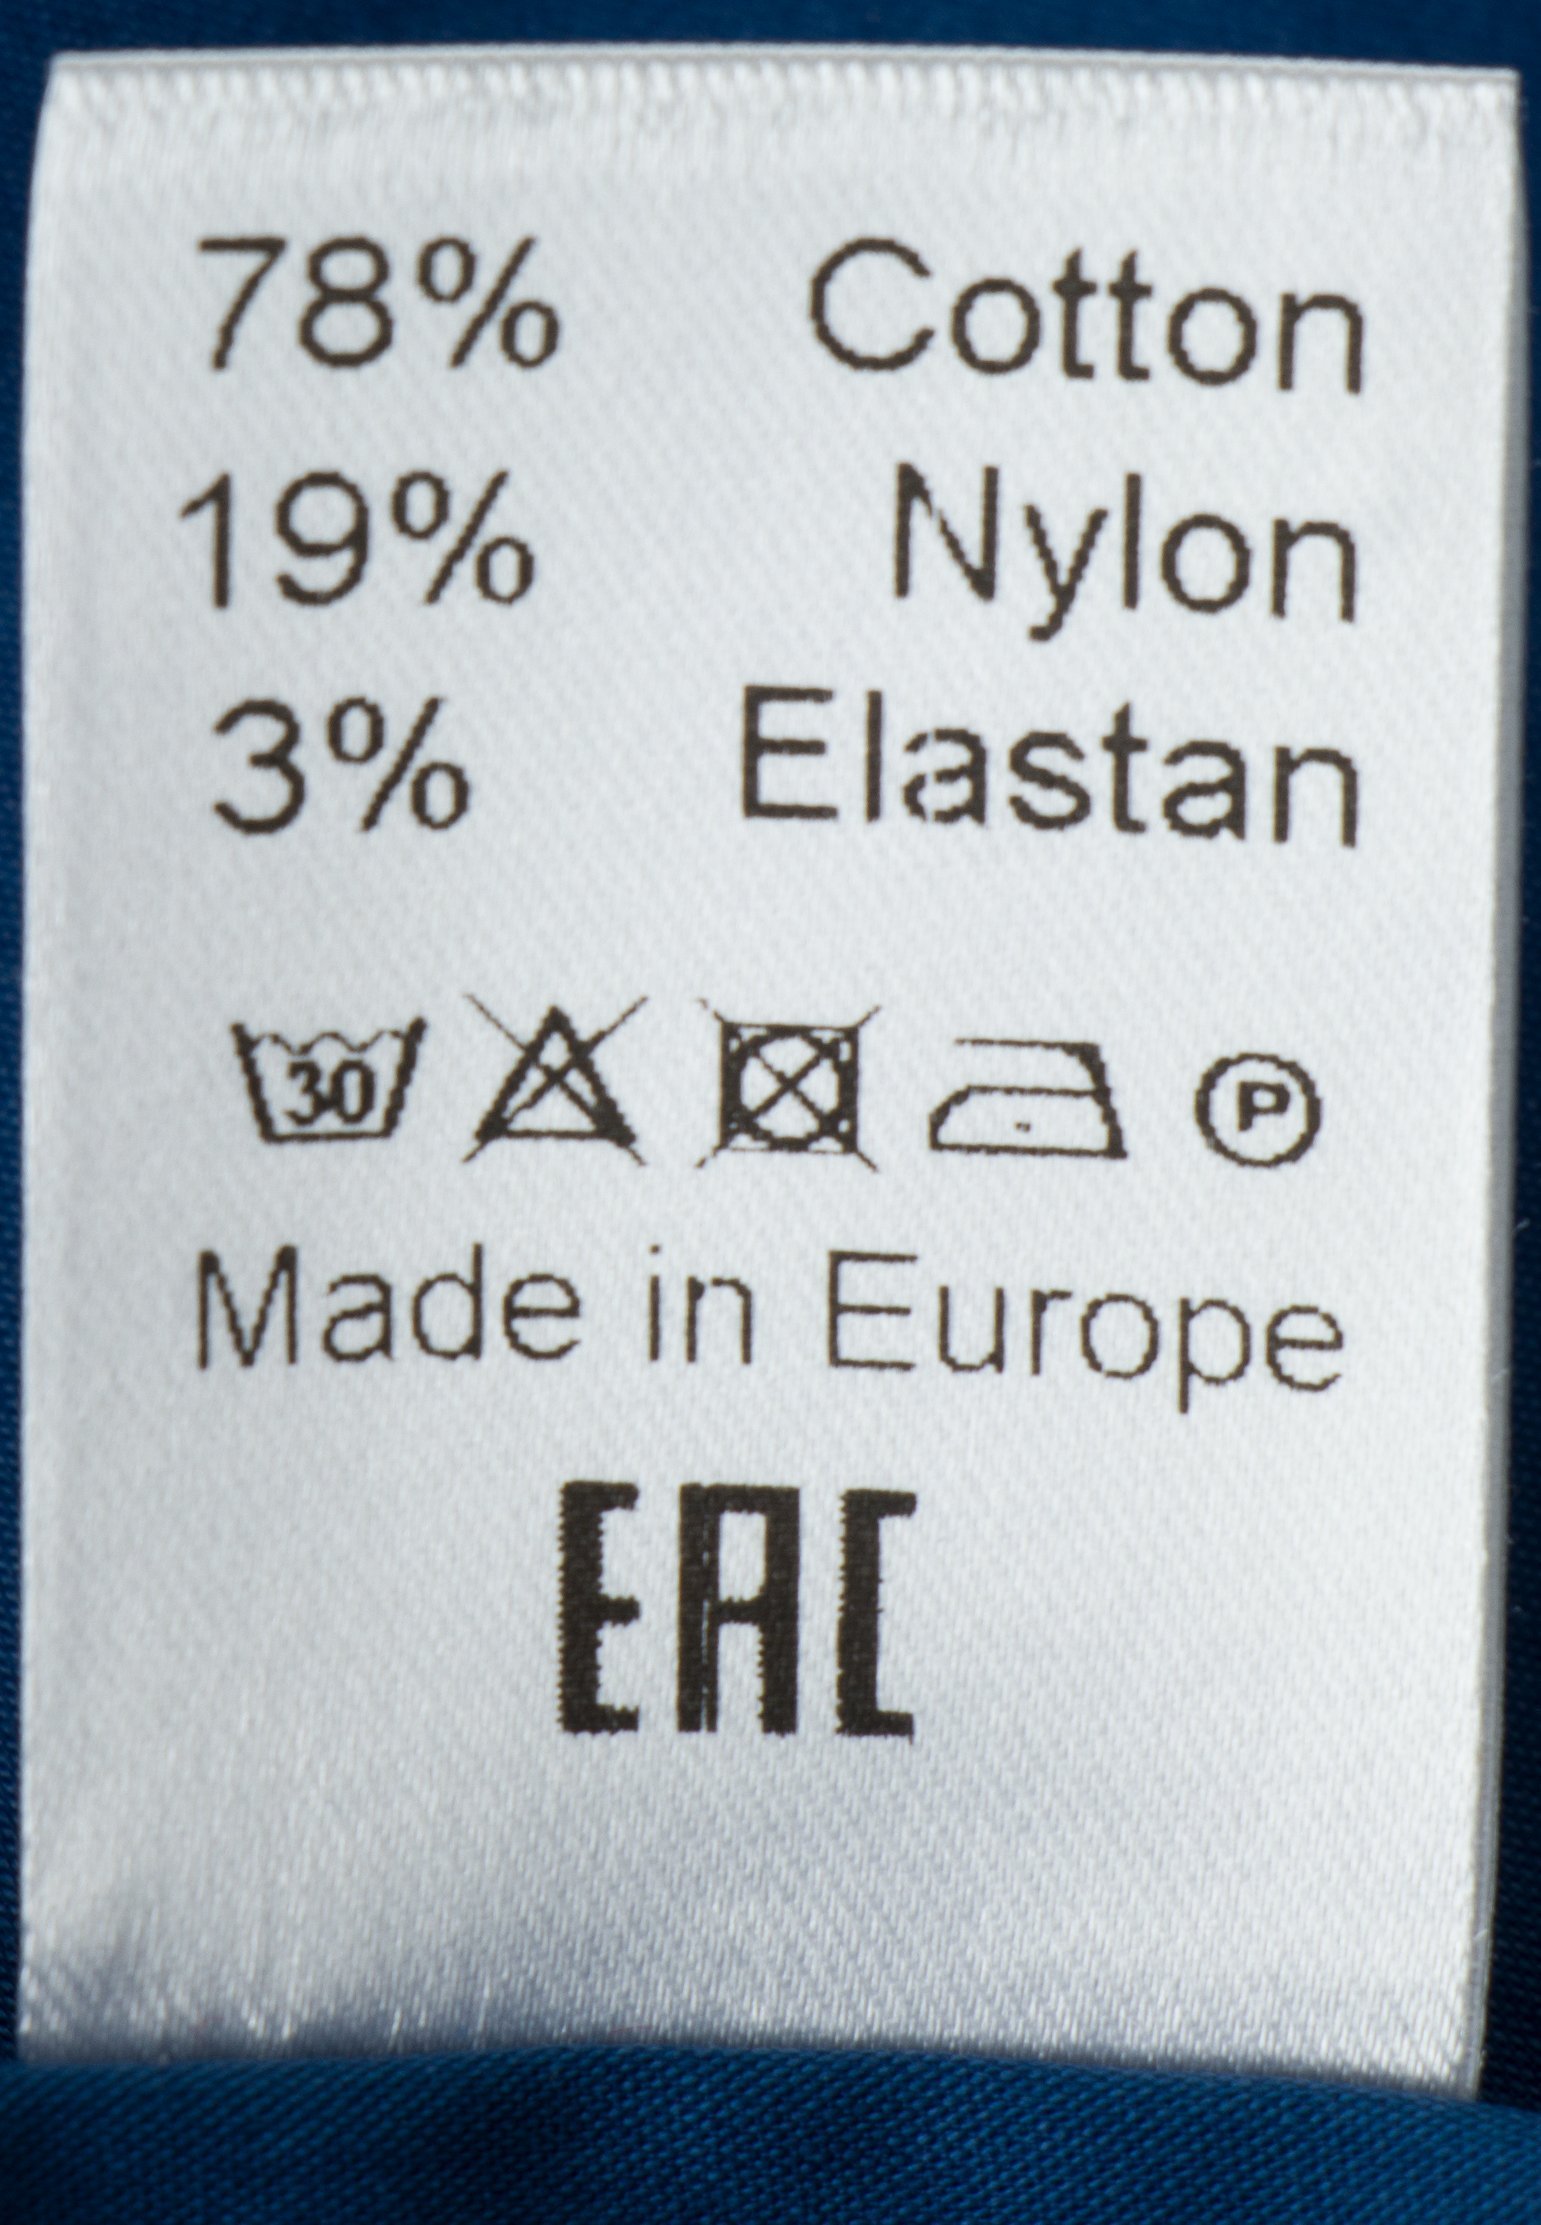 78% Cotton
19% Nylon
3% Elastan
30 P
Made in Europe
EAC